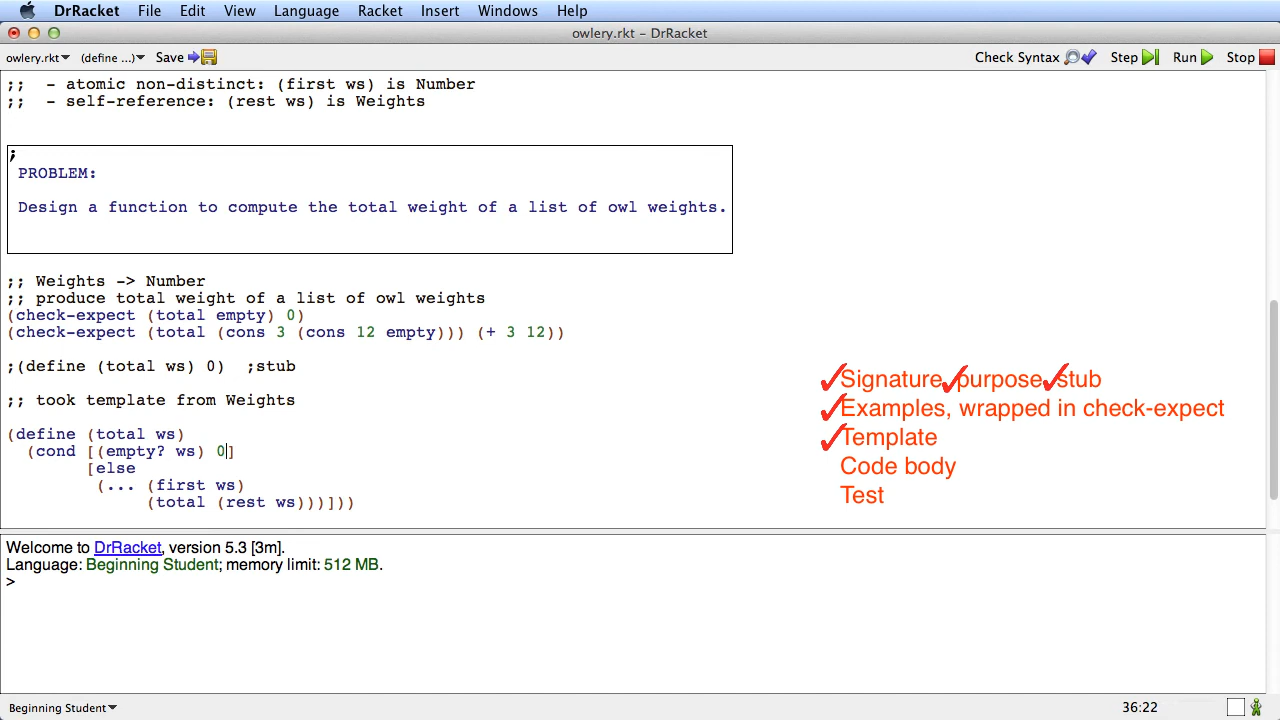 DrRacket File Edit View Language Racket Insert Windows Help
owlery.rkt – DrRacket
owlery.rkt (define ...) Save Check Syntax Step Run Stop
;;  - atomic non-distinct: (first ws) is Number
;;  - self-reference: (rest ws) is Weights
;
PROBLEM:
Design a function to compute the total weight of a list of owl weights.
;; Weights -> Number
;; produce total weight of a list of owl weights
(check-expect (total empty) 0)
(check-expect (total (cons 3 (cons 12 empty))) (+ 3 12))
;(define (total ws) 0)  ;stub
;; took template from Weights
(define (total ws)
  (cond [(empty? ws) 0]
        [else
         (... (first ws)
              (total (rest ws)))]))
Signature, purpose, stub
Examples, wrapped in check-expect
Template
Code body
Test
Welcome to DrRacket, version 5.3 [3m].
Language: Beginning Student; memory limit: 512 MB.
>
Beginning Student 36:22